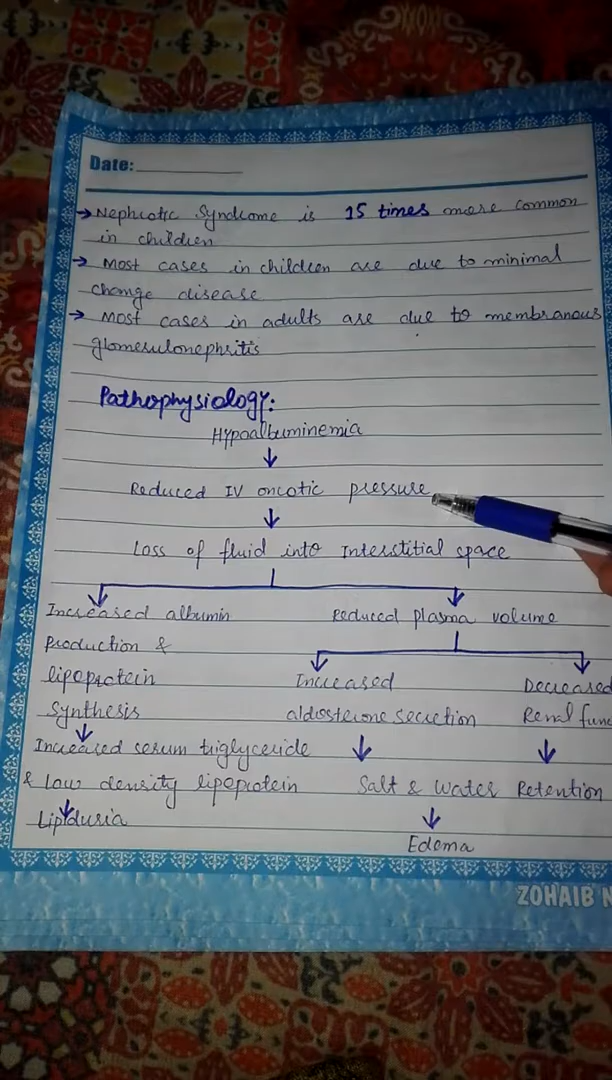 Date:
→ Nephrotic Syndrome is 15 times more common
in children
→ Most cases in children are due to minimal
change disease
→ Most cases in adults are due to membranous
glomerulonephritis
Pathophysiology:
Hypoalbuminemia
↓
Reduced IV oncotic pressure
↓
Loss of fluid into Interstitial space
Increased albumin
Production &
lipoprotein
Synthesis
↓
Increased serum triglyceride
& low density lipoprotein
↓
Lipiduria
Reduced plasma volume
Increased
aldosterone secretion
↓
Decreased
Renal func
↓
Salt & Water Retention
↓
Edema
ZOHAIB N